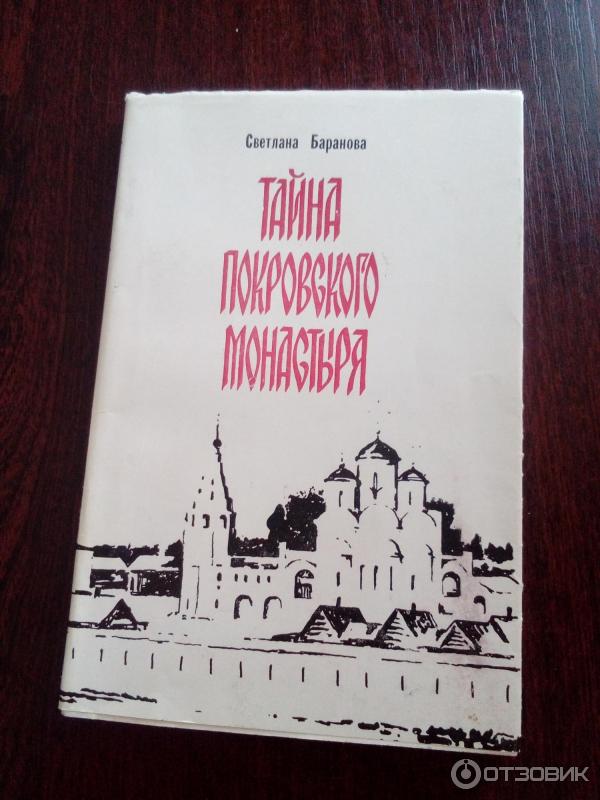 Светлана Баранова
ТАЙНА
ПОКРОВСКОГО
МОНАСТЫРЯ
ОТЗОВИК